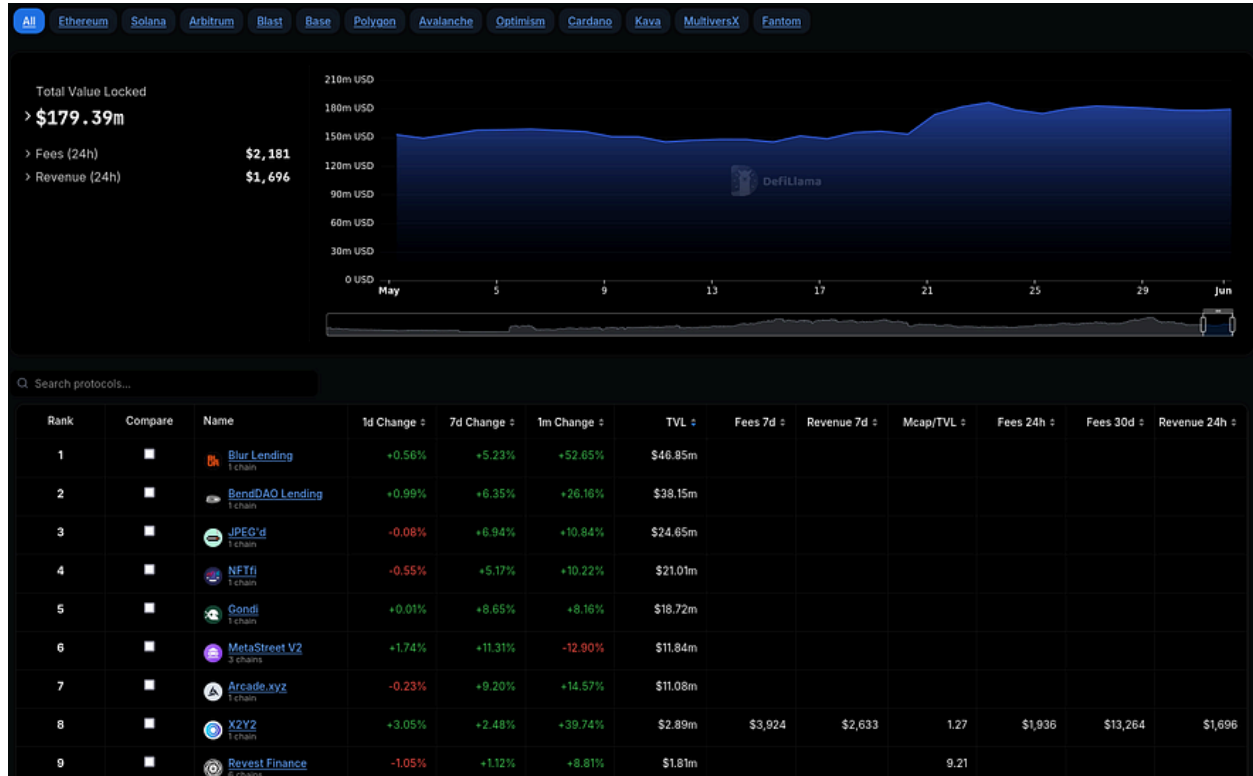 All Ethereum Solana Arbitrum Blast Base Polygon Avalanche Optimism Cardano Kava MultiversX Fantom
Total Value Locked
$179.39m
Fees (24h) $2,181
Revenue (24h) $1,696
210m USD
180m USD
150m USD
120m USD
90m USD
60m USD
30m USD
0 USD
DefiLlama
May 5 9 13 17 21 25 29 Jun
Search protocols...
Rank Compare Name 1d Change 7d Change 1m Change TVL Fees 7d Revenue 7d Mcap/TVL Fees 24h Fees 30d Revenue 24h
1 Blur Lending +0.56% +5.23% +52.65% $46.85m
1 chain
2 BendDAO Lending +0.99% +6.35% +26.16% $38.15m
1 chain
3 JPEG'd -0.08% +6.94% +10.84% $24.65m
1 chain
4 NFTfi -0.55% +5.17% +10.22% $21.01m
1 chain
5 Gondi +0.01% +8.65% +8.16% $18.72m
1 chain
6 MetaStreet V2 +1.74% +11.31% -12.90% $11.84m
3 chains
7 Arcade.xyz -0.23% +9.20% +14.57% $11.08m
1 chain
8 X2Y2 +3.05% +2.48% +39.74% $2.89m $3,924 $2,633 1.27 $1,936 $13,264 $1,696
1 chain
9 Revest Finance -1.05% +1.12% +8.81% $1.81m 9.21
6 chains